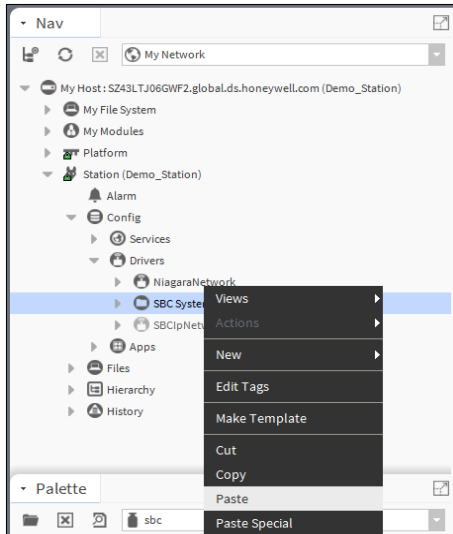 Nav
My Network
My Host : SZ43LTJ06GWF2.global.ds.honeywell.com (Demo_Station)
My File System
My Modules
Platform
Station (Demo_Station)
Alarm
Config
Services
Drivers
NiagaraNetwork
SBC System
SBCIpNetw
Apps
Files
Hierarchy
History
Views
Actions
New
Edit Tags
Make Template
Cut
Copy
Paste
Paste Special
Palette
sbc